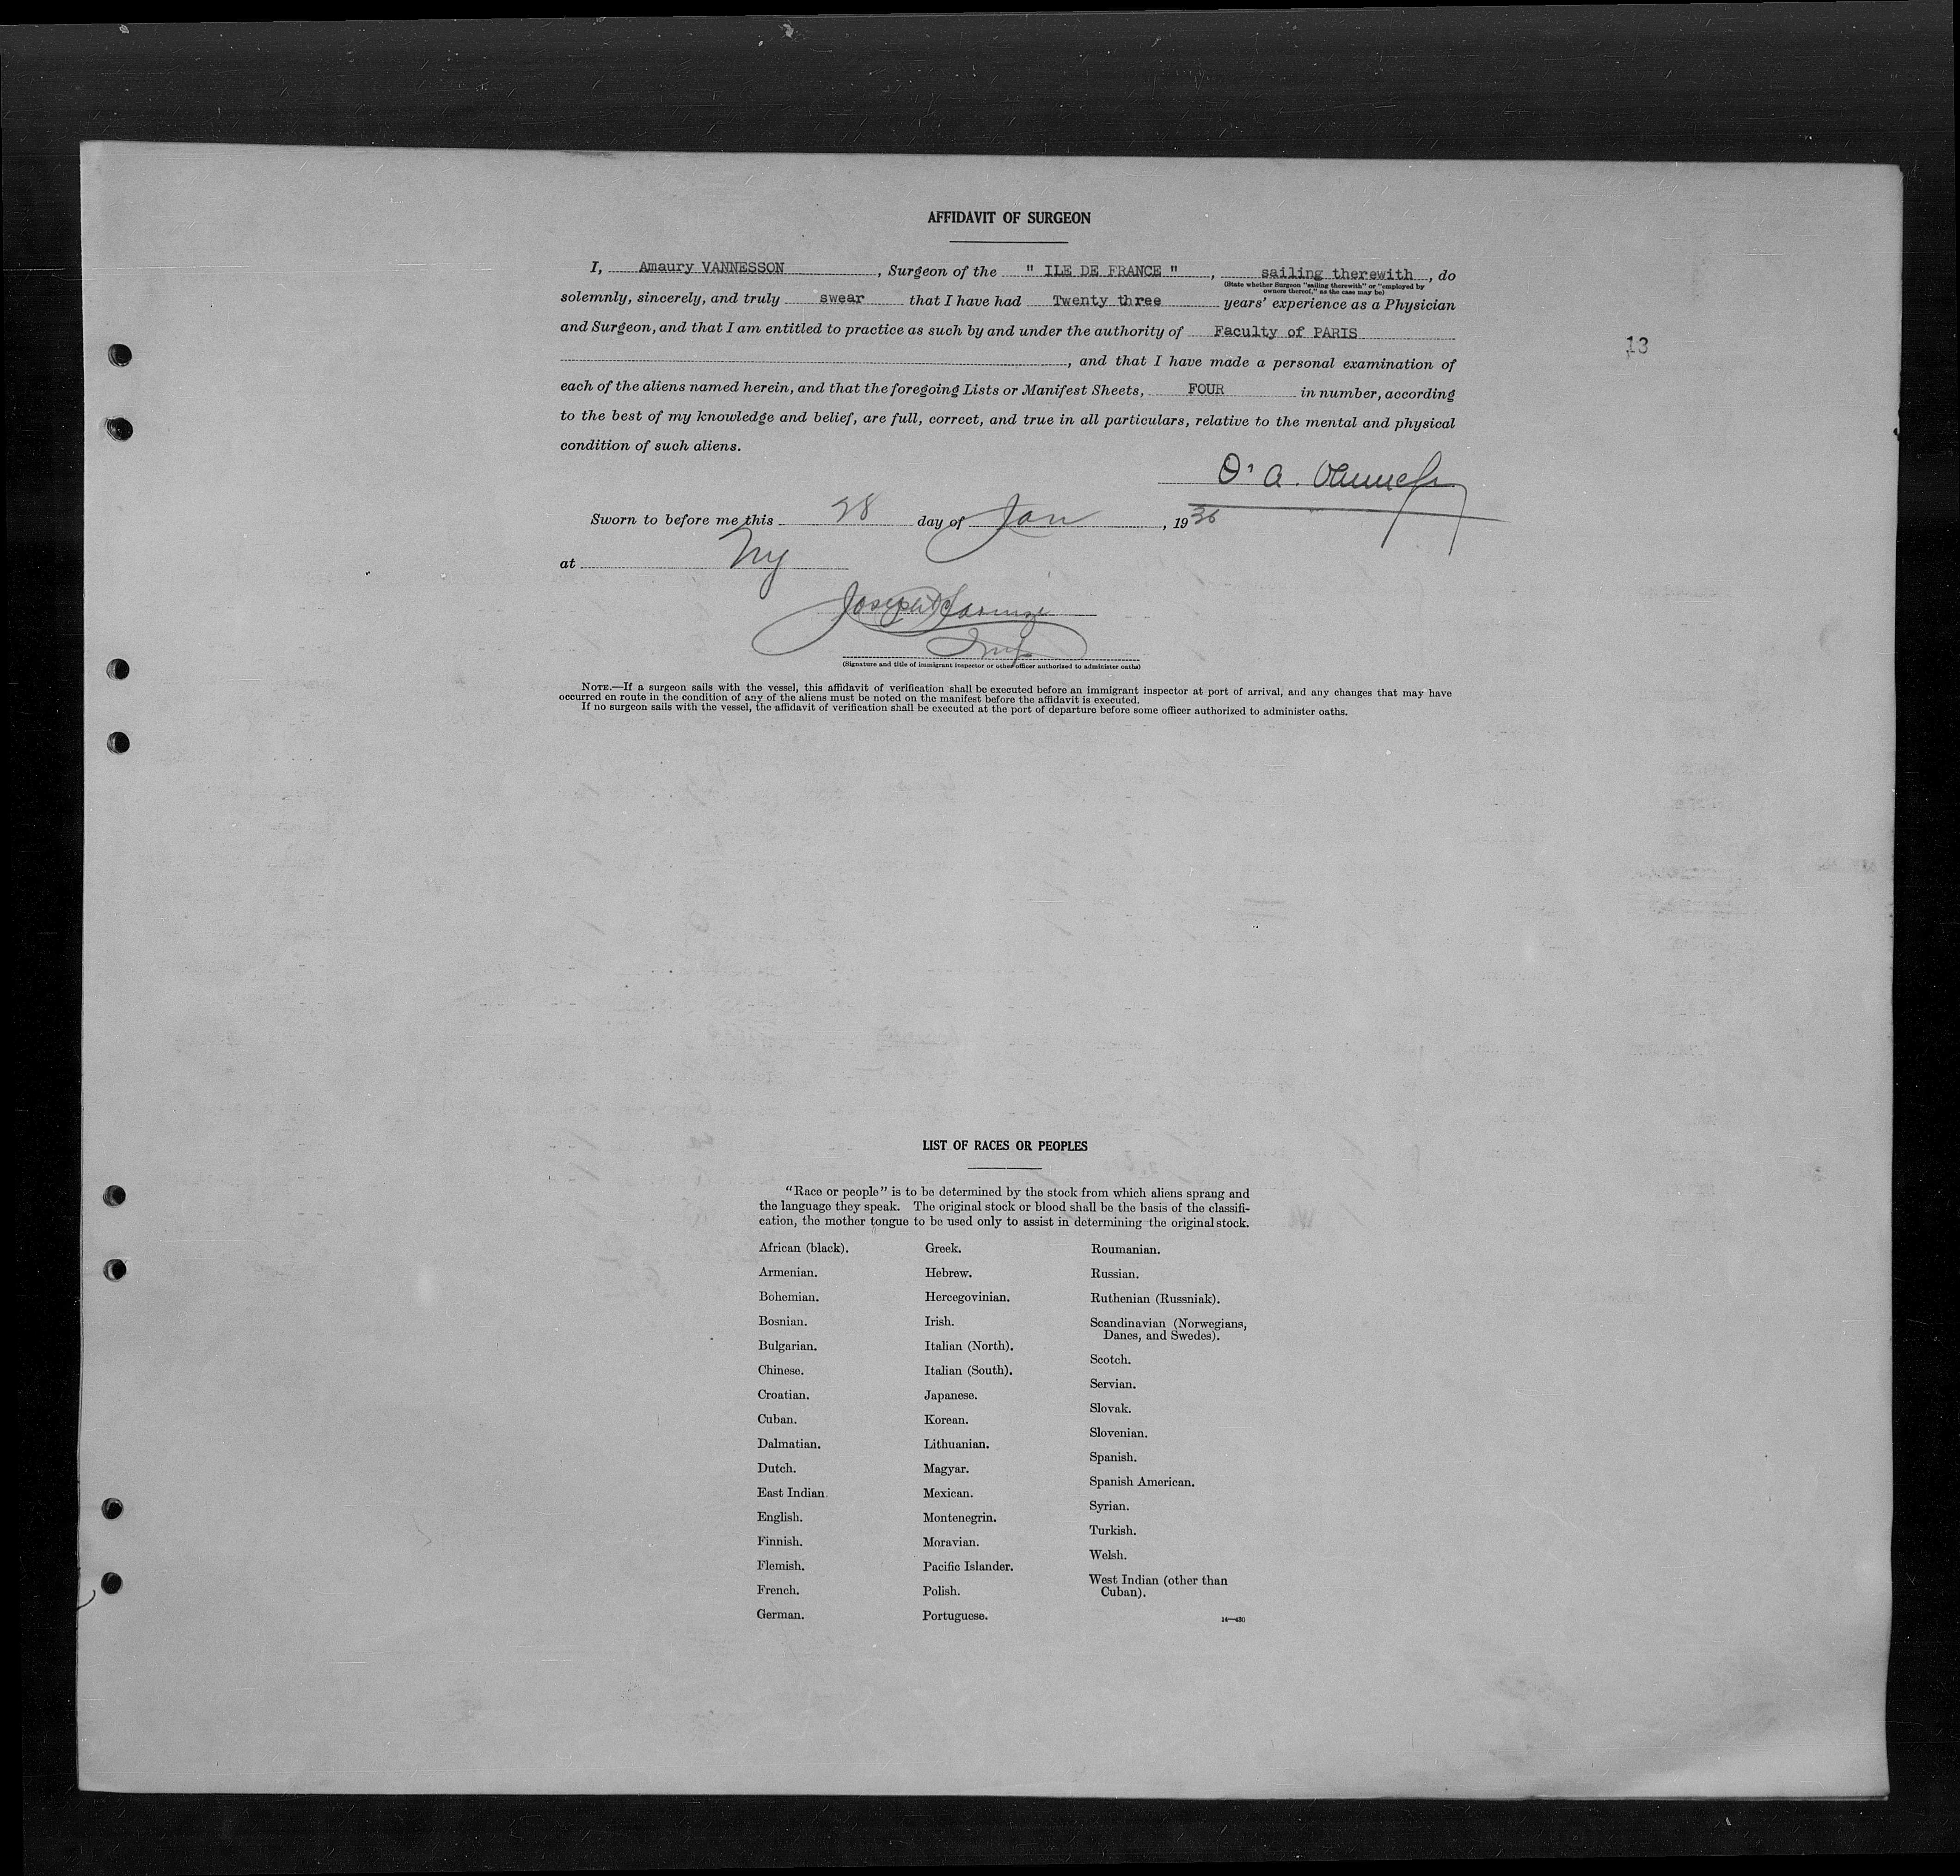 AFFIDAVIT OF SURGEON
I, Amaury VANNESSON, Surgeon of the " ILE DE FRANCE ", sailing therewith, do
(State whether Surgeon "sailing therewith" or "employed by
owners thereof," as the case may be)
solemnly, sincerely, and truly swear that I have had Twenty three years' experience as a Physician
and Surgeon, and that I am entitled to practice as such by and under the authority of Faculty of PARIS
13
, and that I have made a personal examination of
each of the aliens named herein, and that the foregoing Lists or Manifest Sheets, FOUR in number, according
to the best of my knowledge and belief, are full, correct, and true in all particulars, relative to the mental and physical
condition of such aliens.
Sworn to before me this 28 day of Jan, 1936
at Ny
Joseph
(Signature and title of immigrant inspector or other officer authorized to administer oaths)
NOTE.—If a surgeon sails with the vessel, this affidavit of verification shall be executed before an immigrant inspector at port of arrival, and any changes that may have
occurred en route in the condition of any of the aliens must be noted on the manifest before the affidavit is executed.
If no surgeon sails with the vessel, the affidavit of verification shall be executed at the port of departure before some officer authorized to administer oaths.
LIST OF RACES OR PEOPLES
"Race or people" is to be determined by the stock from which aliens sprang and
the language they speak. The original stock or blood shall be the basis of the classifi-
cation, the mother tongue to be used only to assist in determining the original stock.
African (black).
Armenian.
Bohemian.
Bosnian.
Bulgarian.
Chinese.
Croatian.
Cuban.
Dalmatian.
Dutch.
East Indian.
English.
Finnish.
Flemish.
French.
German.
Greek.
Hebrew.
Hercegovinian.
Irish.
Italian (North).
Italian (South).
Japanese.
Korean.
Lithuanian.
Magyar.
Mexican.
Montenegrin.
Moravian.
Pacific Islander.
Polish.
Portuguese.
Roumanian.
Russian.
Ruthenian (Russniak).
Scandinavian (Norwegians,
Danes, and Swedes).
Scotch.
Servian.
Slovak.
Slovenian.
Spanish.
Spanish American.
Syrian.
Turkish.
Welsh.
West Indian (other than
Cuban).
14—430